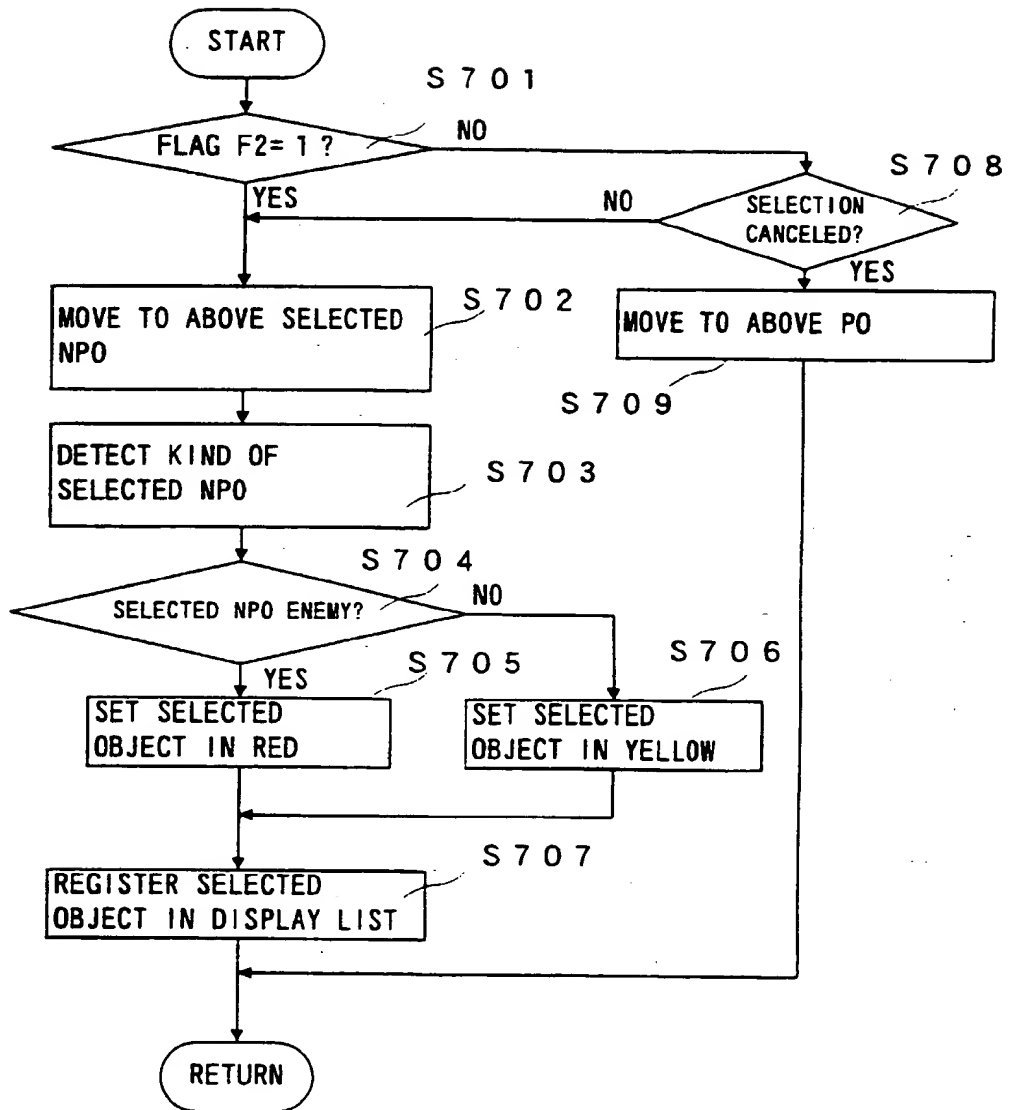 START
S701
FLAG F2= 1 ?
NO
S708
YES
NO
SELECTION
CANCELED?
YES
S702
MOVE TO ABOVE SELECTED
NPO
MOVE TO ABOVE PO
S709
DETECT KIND OF
SELECTED NPO
S703
S704
SELECTED NPO ENEMY?
NO
YES
S705
S706
SET SELECTED
OBJECT IN RED
SET SELECTED
OBJECT IN YELLOW
S707
REGISTER SELECTED
OBJECT IN DISPLAY LIST
RETURN